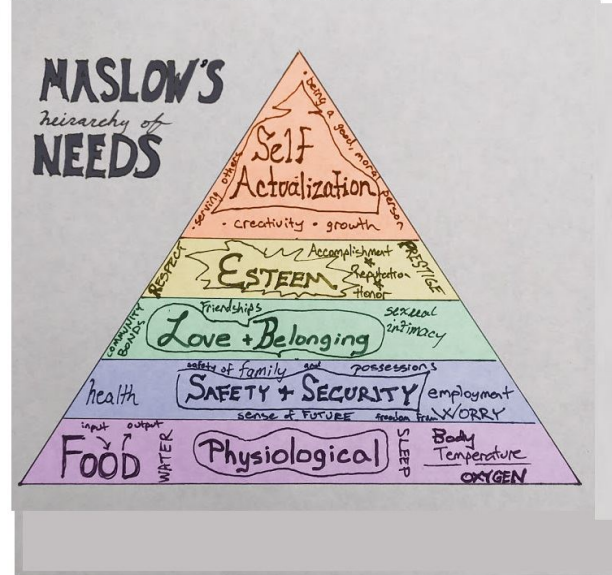 MASLOW'S
heirarchy of
NEEDS
• being a good, moral person
• serving others
Self
Actualization
• creativity • growth
RESPECT
ESTEEM
Accomplishment
Reputation
Honor
PRESTIGE
COMMUNITY
BONDS
Friendships
Love + Belonging
sexual
intimacy
safety of family and possessions
health
SAFETY + SECURITY
employment
sense of FUTURE
freedom from WORRY
input output
FOOD
WATER
Physiological
SLEEP
Body
Temperature
OXYGEN